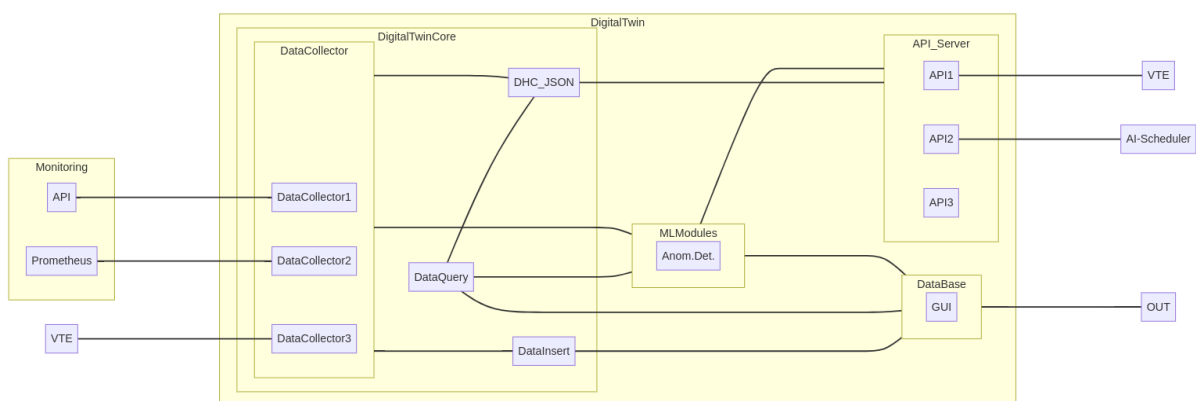 DigitalTwin
DigitalTwinCore
DataCollector
API_Server
DHC_JSON
API1
VTE
API2
AI-Scheduler
Monitoring
API
DataCollector1
API3
MLModules
Prometheus
DataCollector2
Anom.Det.
DataQuery
DataBase
GUI
OUT
VTE
DataCollector3
DataInsert